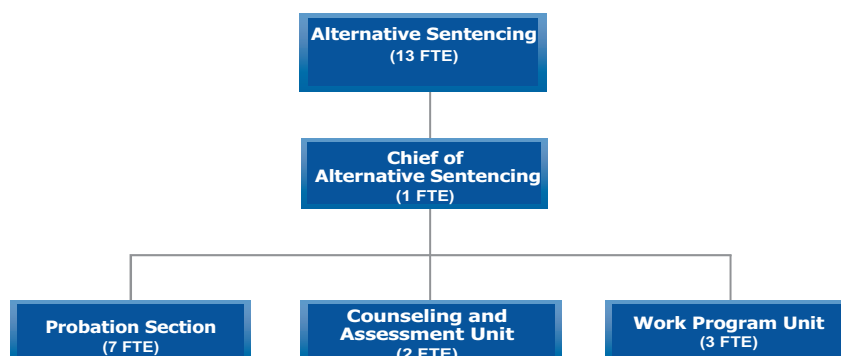 Alternative Sentencing
(13 FTE)
Chief of
Alternative Sentencing
(1 FTE)
Probation Section
(7 FTE)
Counseling and
Assessment Unit
(2 FTE)
Work Program Unit
(3 FTE)